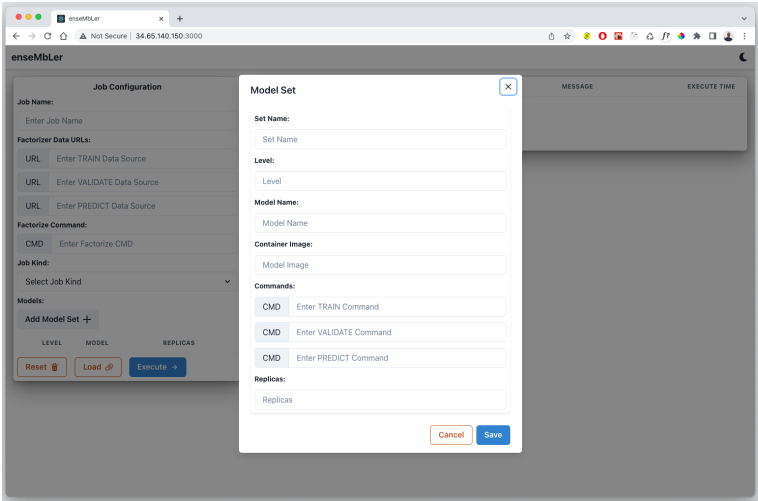 enseMbLer
Not Secure | 34.65.140.150:3000
enseMbLer
Job Configuration
Job Name:
Enter Job Name
Factorizer Data URLs:
URL Enter TRAIN Data Source
URL Enter VALIDATE Data Source
URL Enter PREDICT Data Source
Factorize Command:
CMD Enter Factorize CMD
Job Kind:
Select Job Kind
Models:
Add Model Set +
LEVEL MODEL REPLICAS
Reset Load Execute →
MESSAGE EXECUTE TIME
Model Set
Set Name:
Set Name
Level:
Level
Model Name:
Model Name
Container Image:
Model Image
Commands:
CMD Enter TRAIN Command
CMD Enter VALIDATE Command
CMD Enter PREDICT Command
Replicas:
Replicas
Cancel Save